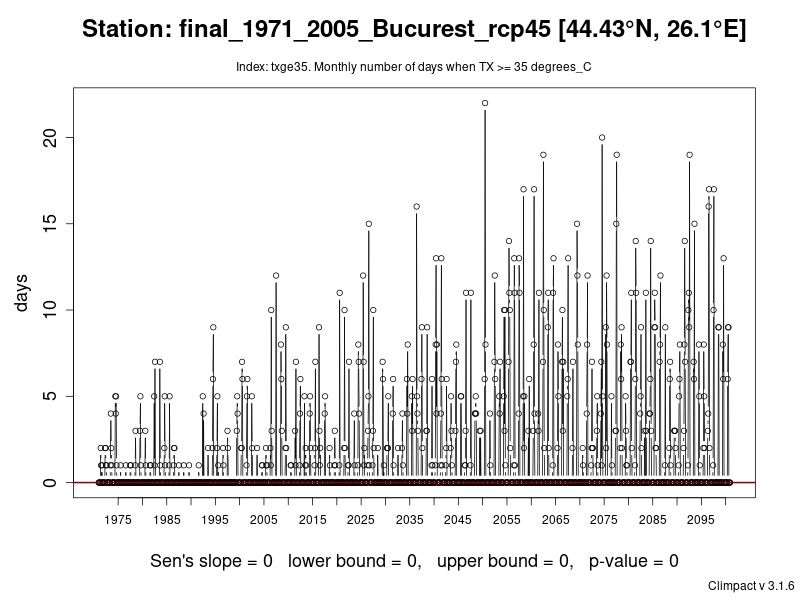 Station: final_1971_2005_Bucurest_rcp45 [44.43°N, 26.1°E]
Index: txge35. Monthly number of days when TX >= 35 degrees_C
days
20
15
10
5
0
1975 1985 1995 2005 2015 2025 2035 2045 2055 2065 2075 2085 2095
Sen's slope = 0 lower bound = 0, upper bound = 0, p-value = 0
Climpact v 3.1.6